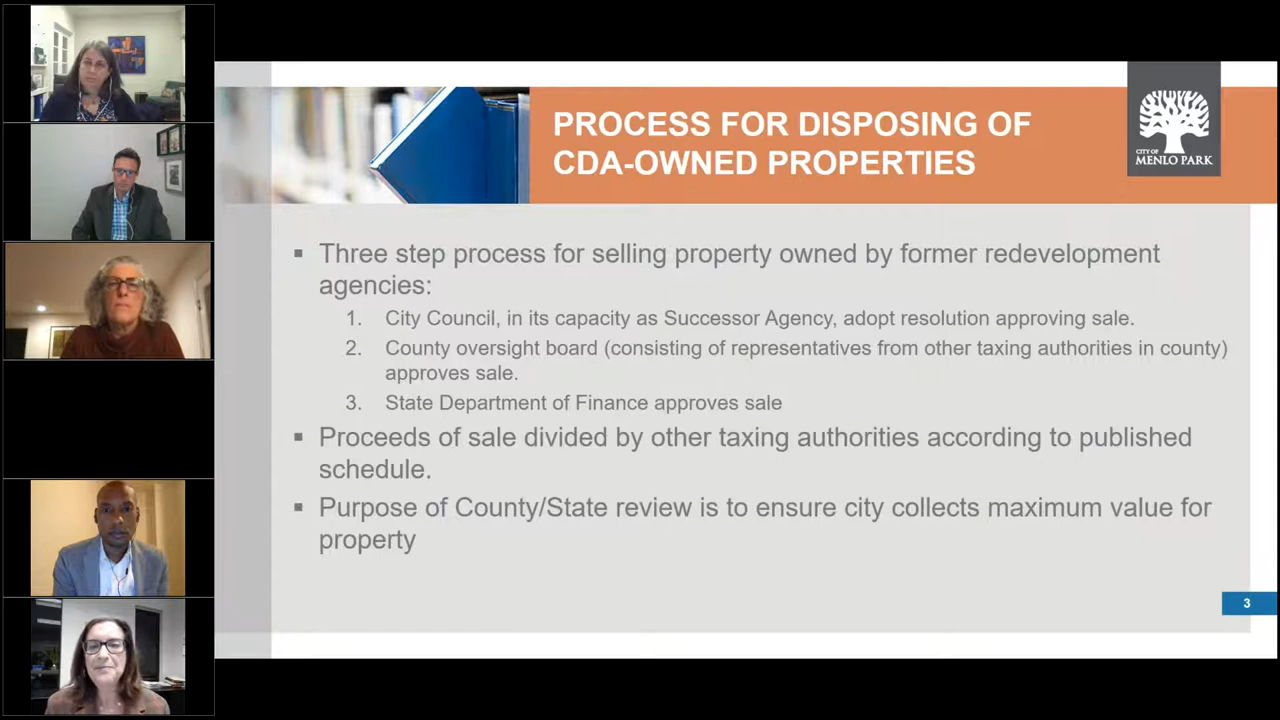 PROCESS FOR DISPOSING OF
CDA-OWNED PROPERTIES
CITY OF
MENLO PARK
▪ Three step process for selling property owned by former redevelopment
agencies:
1. City Council, in its capacity as Successor Agency, adopt resolution approving sale.
2. County oversight board (consisting of representatives from other taxing authorities in county)
approves sale.
3. State Department of Finance approves sale
▪ Proceeds of sale divided by other taxing authorities according to published
schedule.
▪ Purpose of County/State review is to ensure city collects maximum value for
property
3